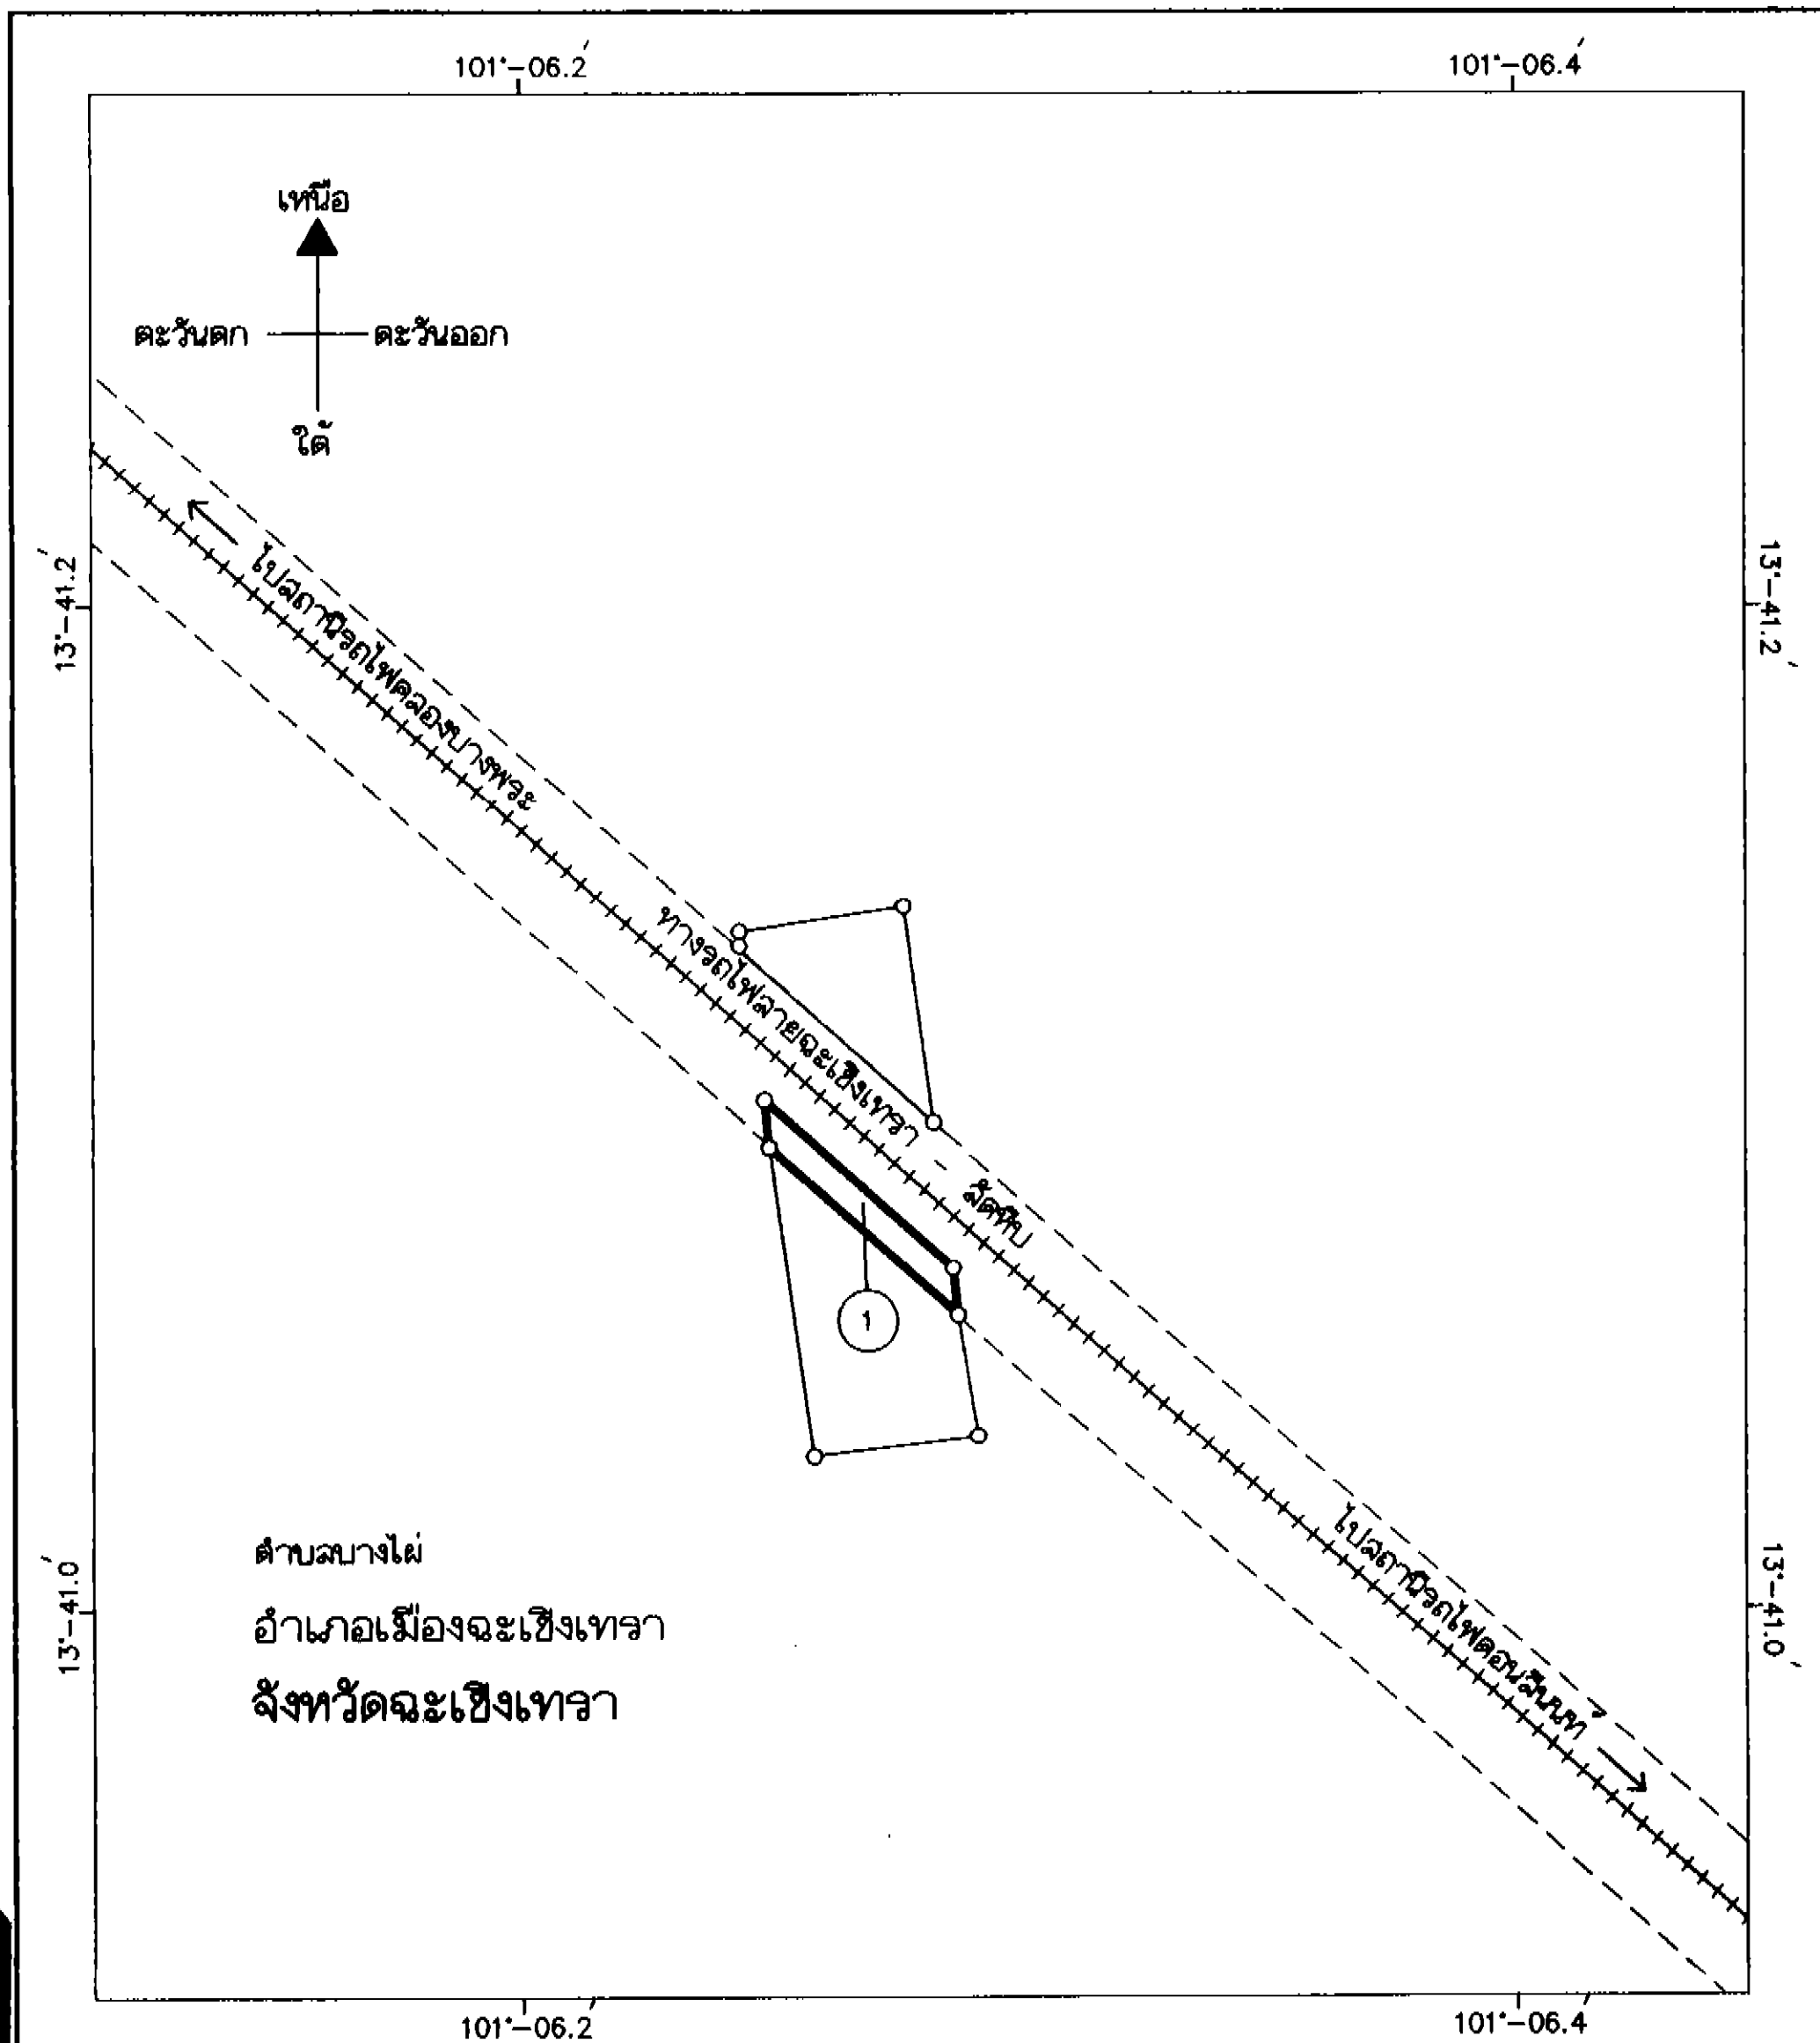 101°-06.2′
101°-06.4′
เหนือ
ตะวันตก
ตะวันออก
ใต้
13°-41.2′
13°-41.2′
ไปสถานีรถไฟคลองบางพระ
ทางรถไฟสายฉะเชิงเทรา - สัตหีบ
1
ไปสถานีรถไฟดอนสีนนท์
ตำบลบางไผ่
อำเภอเมืองฉะเชิงเทรา
จังหวัดฉะเชิงเทรา
13°-41.0′
13°-41.0′
101°-06.2′
101°-06.4′